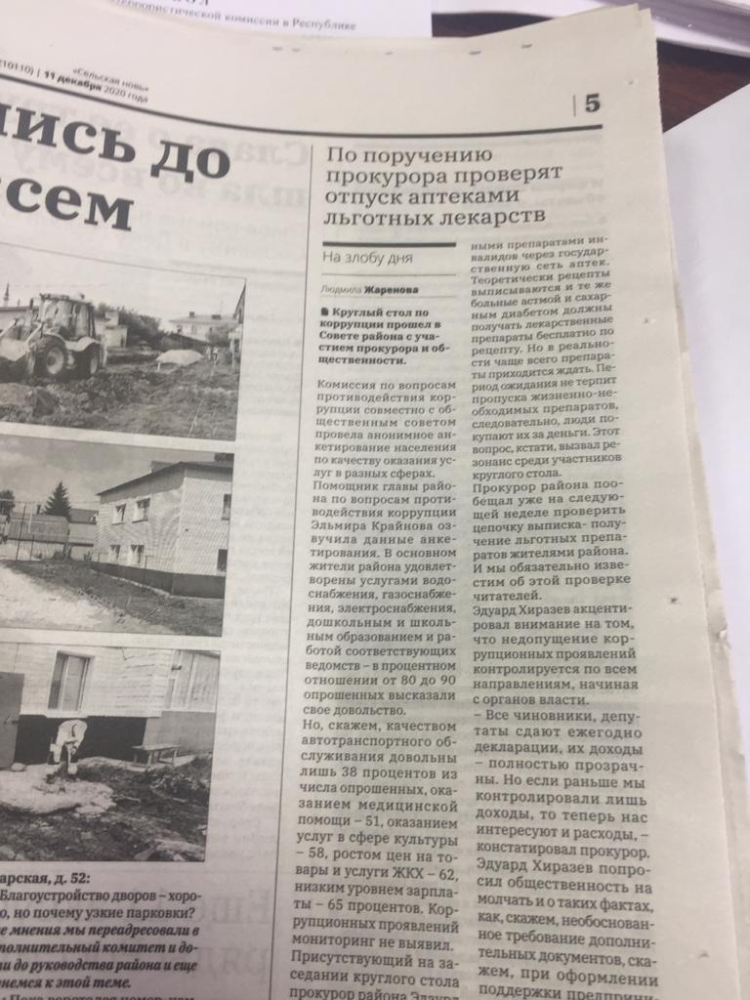 террористической комиссии в Республике
«Сельская новь»
(10110) | 11 декабря 2020 года
5
лись до
всем
По поручению
прокурора проверят
отпуск аптеками
льготных лекарств
На злобу дня
Людмила Жаренова
Круглый стол по
коррупции прошел в
Совете района с уча-
стием прокурора и об-
щественности.
Комиссия по вопросам
противодействия кор-
рупции совместно с об-
щественным советом
провела анонимное ан-
кетирование населения
по качеству оказания ус-
луг в разных сферах.
Помощник главы райо-
на по вопросам проти-
водействия коррупции
Эльмира Крайнова оз-
вучила данные анке-
тирования. В основном
жители района удовлет-
ворены услугами водо-
снабжения, газоснабже-
ния, электроснабжения,
дошкольным и школь-
ным образованием и ра-
ботой соответствующих
ведомств – в процентном
отношении от 80 до 90
опрошенных высказали
свое довольство.
Но, скажем, качеством
автотранспортного об-
служивания довольны
лишь 38 процентов из
числа опрошенных, ока-
занием медицинской
помощи – 51, оказанием
услуг в сфере культуры
– 58, ростом цен на то-
вары и услуги ЖКХ – 62,
низким уровнем зарпла-
ты – 65 процентов. Кор-
рупционных проявлений
мониторинг не выявил.
Присутствующий на за-
седании круглого стола
прокурор района
ными препаратами ин-
валидов через государ-
ственную сеть аптек.
Теоретически рецепты
выписываются и те же
больные астмой и сахар-
ным диабетом должны
получать лекарственные
препараты бесплатно по
рецепту. Но в реально-
сти чаще всего препара-
ты приходится ждать. Пе-
риод ожидания не терпит
пропуска жизненно-не-
обходимых препаратов,
следовательно, люди по-
купают их за деньги. Этот
вопрос, кстати, вызвал ре-
зонанс среди участников
круглого стола.
Прокурор района поо-
бещал уже на следую-
щей неделе проверить
цепочку выписка- полу-
чение льготных препа-
ратов жителями района.
И мы обязательно изве-
стим об этой проверке
читателей.
Эдуард Хиразев акценти-
ровал внимание на том,
что недопущение кор-
рупционных проявлений
контролируется по всем
направлениям, начиная
с органов власти.
– Все чиновники, депу-
таты сдают ежегодно
декларации, их доходы
– полностью прозрач-
ны. Но если раньше мы
контролировали лишь
доходы, то теперь нас
интересуют и расходы, –
констатировал прокурор.
Эдуард Хиразев попро-
сил общественность на
молчать и о таких фактах,
как, скажем, необоснован-
ное требование дополни-
тельных документов, ска-
жем, при оформлении
поддержки предприни-
арская, д. 52:
Благоустройство дворов – хоро-
о, но почему узкие парковки?
е мнения мы переадресовали в
полнительный комитет и до-
ли до руководства района и еще
рнемся к этой теме.